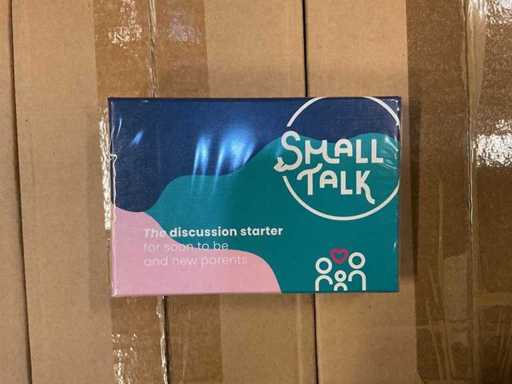 SMALL
TALK
The discussion starter
for soon to be
and new parents